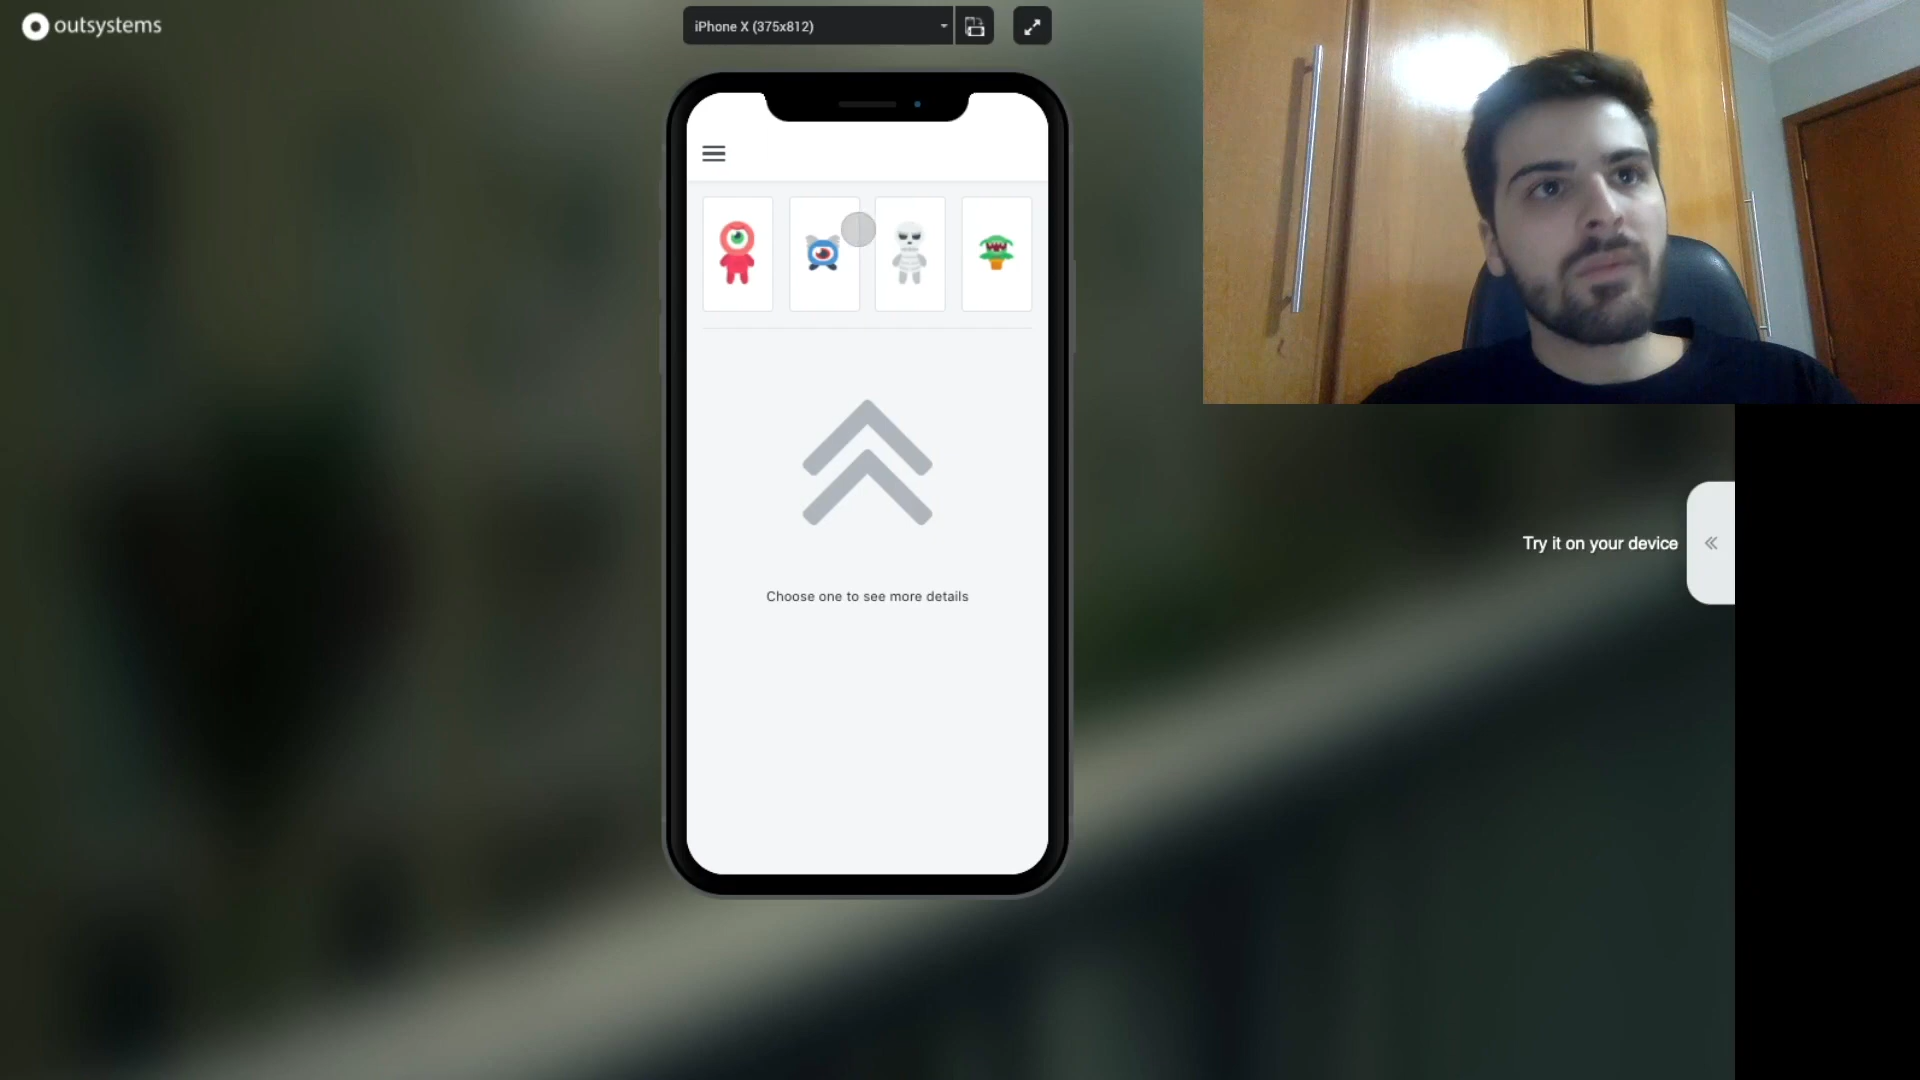 outsystems
iPhone X (375x812)
Try it on your device
Choose one to see more details